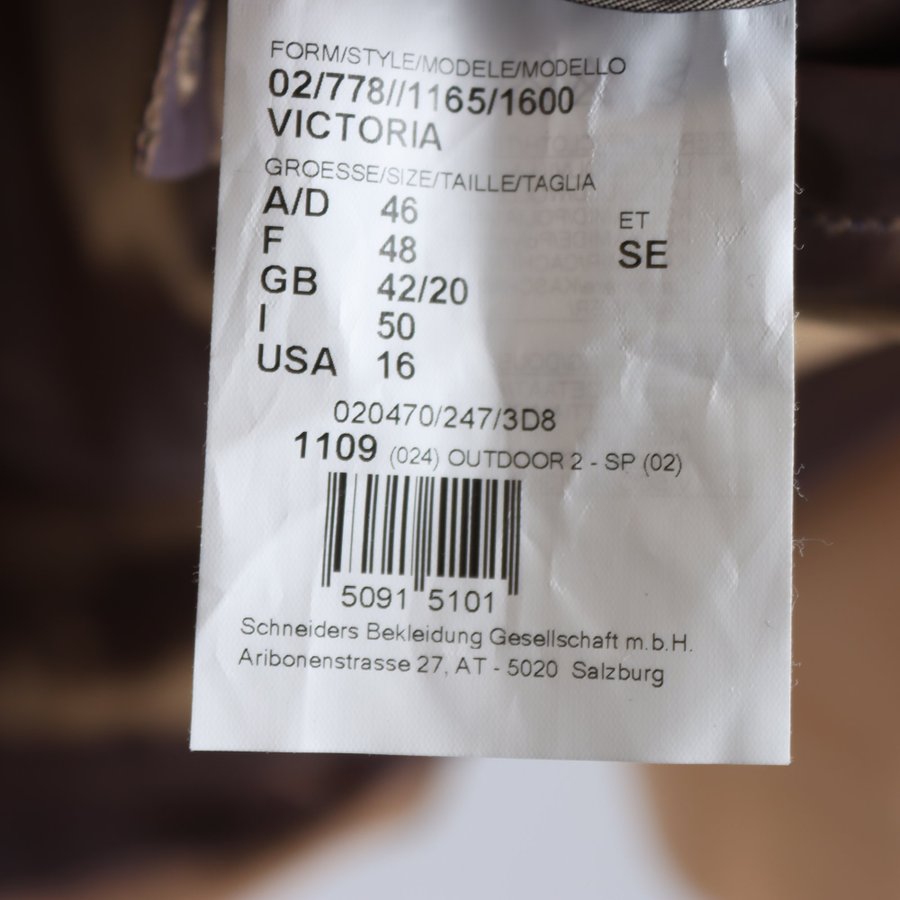 FORM/STYLE/MODELE/MODELLO
02/778//1165/1600
VICTORIA
GROESSE/SIZE/TAILLE/TAGLIA
A/D 46
F 48
GB 42/20
I 50
USA 16
ET
SE
020470/247/3D8
1109 (024) OUTDOOR 2 - SP (02)
5091 5101
Schneiders Bekleidung Gesellschaft m.b.H.
Aribonenstrasse 27, AT - 5020 Salzburg